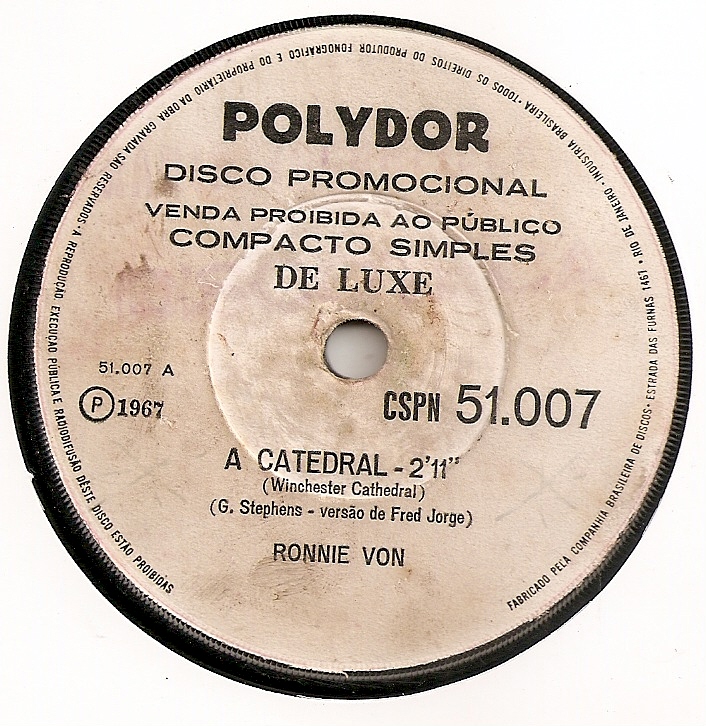 POLYDOR
DISCO PROMOCIONAL
VENDA PROIBIDA AO PÚBLICO
COMPACTO SIMPLES
DE LUXE
51.007 A
Ⓟ 1967
CSPN 51.007
A CATEDRAL - 2'11"
(Winchester Cathedral)
(G. Stephens - versão de Fred Jorge)
RONNIE VON
FABRICADO PELA COMPANHIA BRASILEIRA DE DISCOS · ESTRADA DAS FURNAS 1461 · RIO DE JANEIRO · INDUSTRIA BRASILEIRA · TODOS OS DIREITOS DO PRODUTOR FONOGRÁFICO E DO PROPRIETÁRIO DA OBRA GRAVADA SÃO RESERVADOS · A REPRODUÇÃO, EXECUÇÃO PÚBLICA E RADIODIFUSÃO DÊSTE DISCO ESTÃO PROIBIDAS